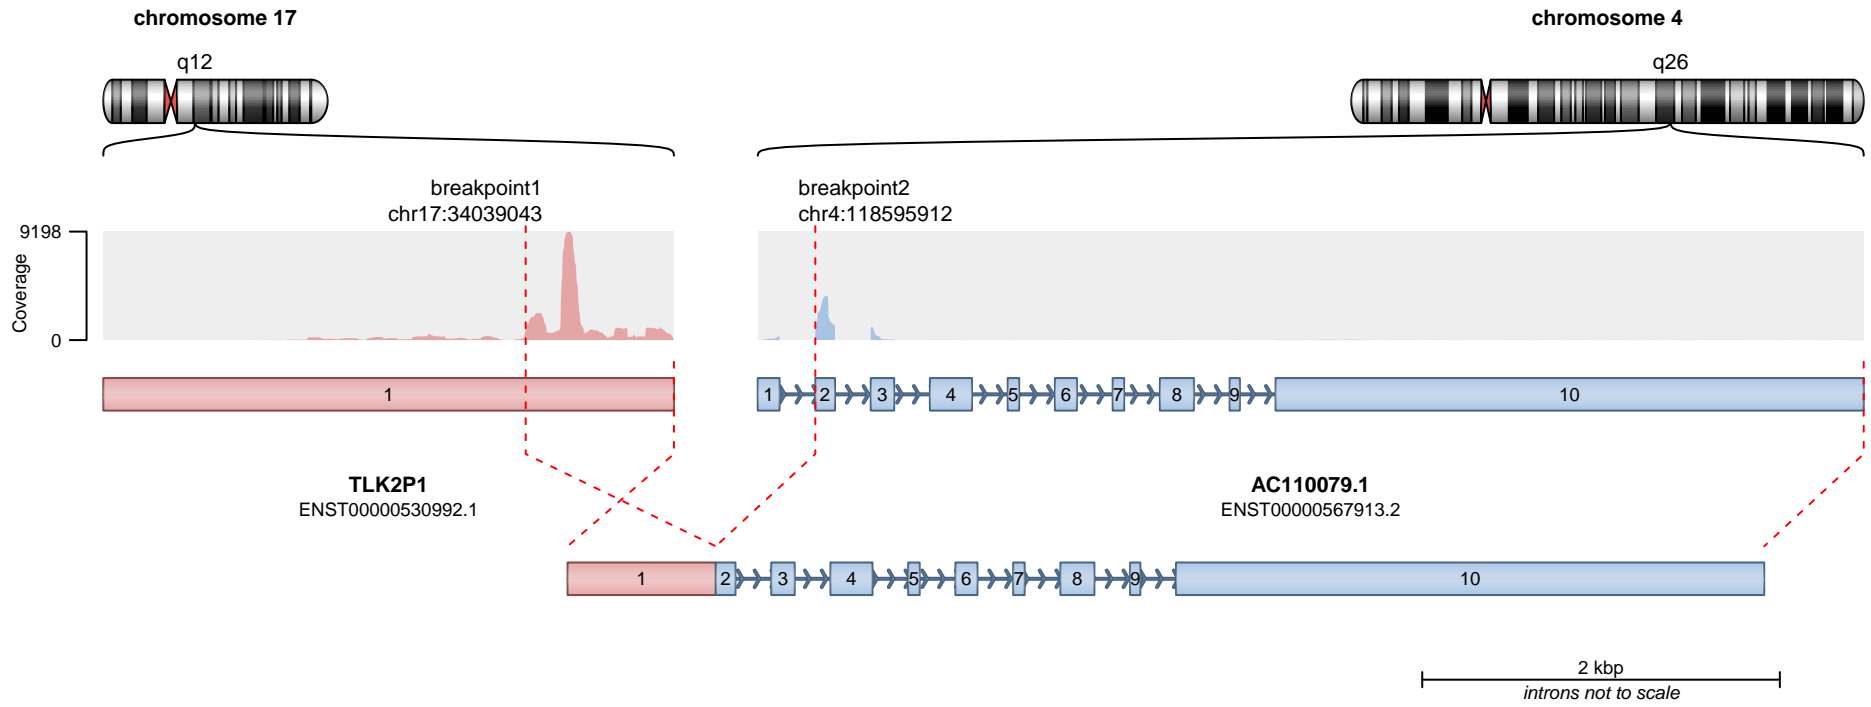 chromosome 17
chromosome 4
q12
q26
breakpoint1
chr17:34039043
breakpoint2
chr4:118595912
9198
0
Coverage
1
1 2 3 4 5 6 7 8 9 10
TLK2P1
ENST00000530992.1
AC110079.1
ENST00000567913.2
1 2 3 4 5 6 7 8 9 10
2 kbp
introns not to scale